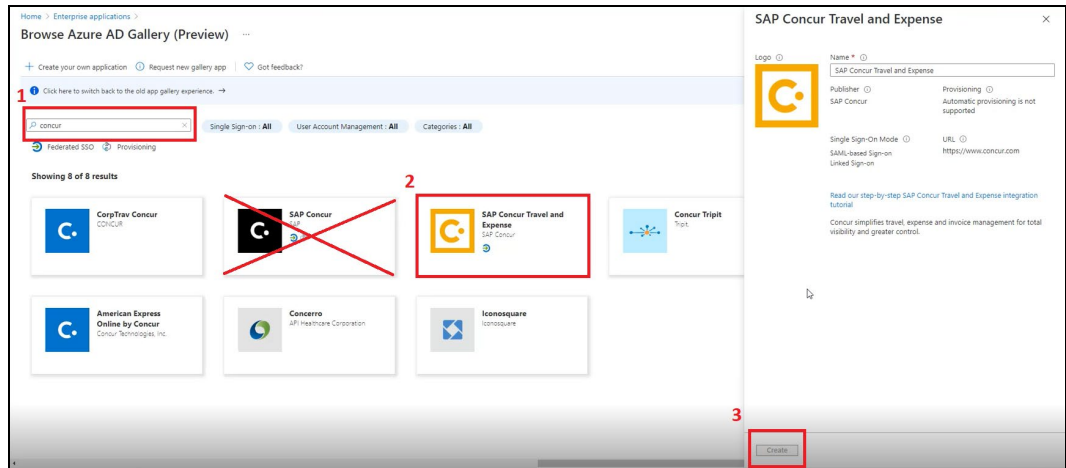 Home > Enterprise applications >
Browse Azure AD Gallery (Preview) ...
+ Create your own application Request new gallery app Got feedback?
Click here to switch back to the old app gallery experience. →
1
concur
Single Sign-on : All User Account Management : All Categories : All
Federated SSO Provisioning
Showing 8 of 8 results
2
CorpTrav Concur
CONCUR
SAP Concur
SAP
SAP Concur Travel and
Expense
SAP Concur
Concur Tripit
Tripit.
American Express
Online by Concur
Concur Technologies, Inc.
Concerro
API Healthcare Corporation
Iconosquare
Iconosquare
SAP Concur Travel and Expense
Logo
Name *
SAP Concur Travel and Expense
Publisher
SAP Concur
Provisioning
Automatic provisioning is not
supported
Single Sign-On Mode
SAML-based Sign-on
Linked Sign-on
URL
https://www.concur.com
Read our step-by-step SAP Concur Travel and Expense integration
tutorial
Concur simplifies travel, expense and invoice management for total
visibility and greater control.
3
Create